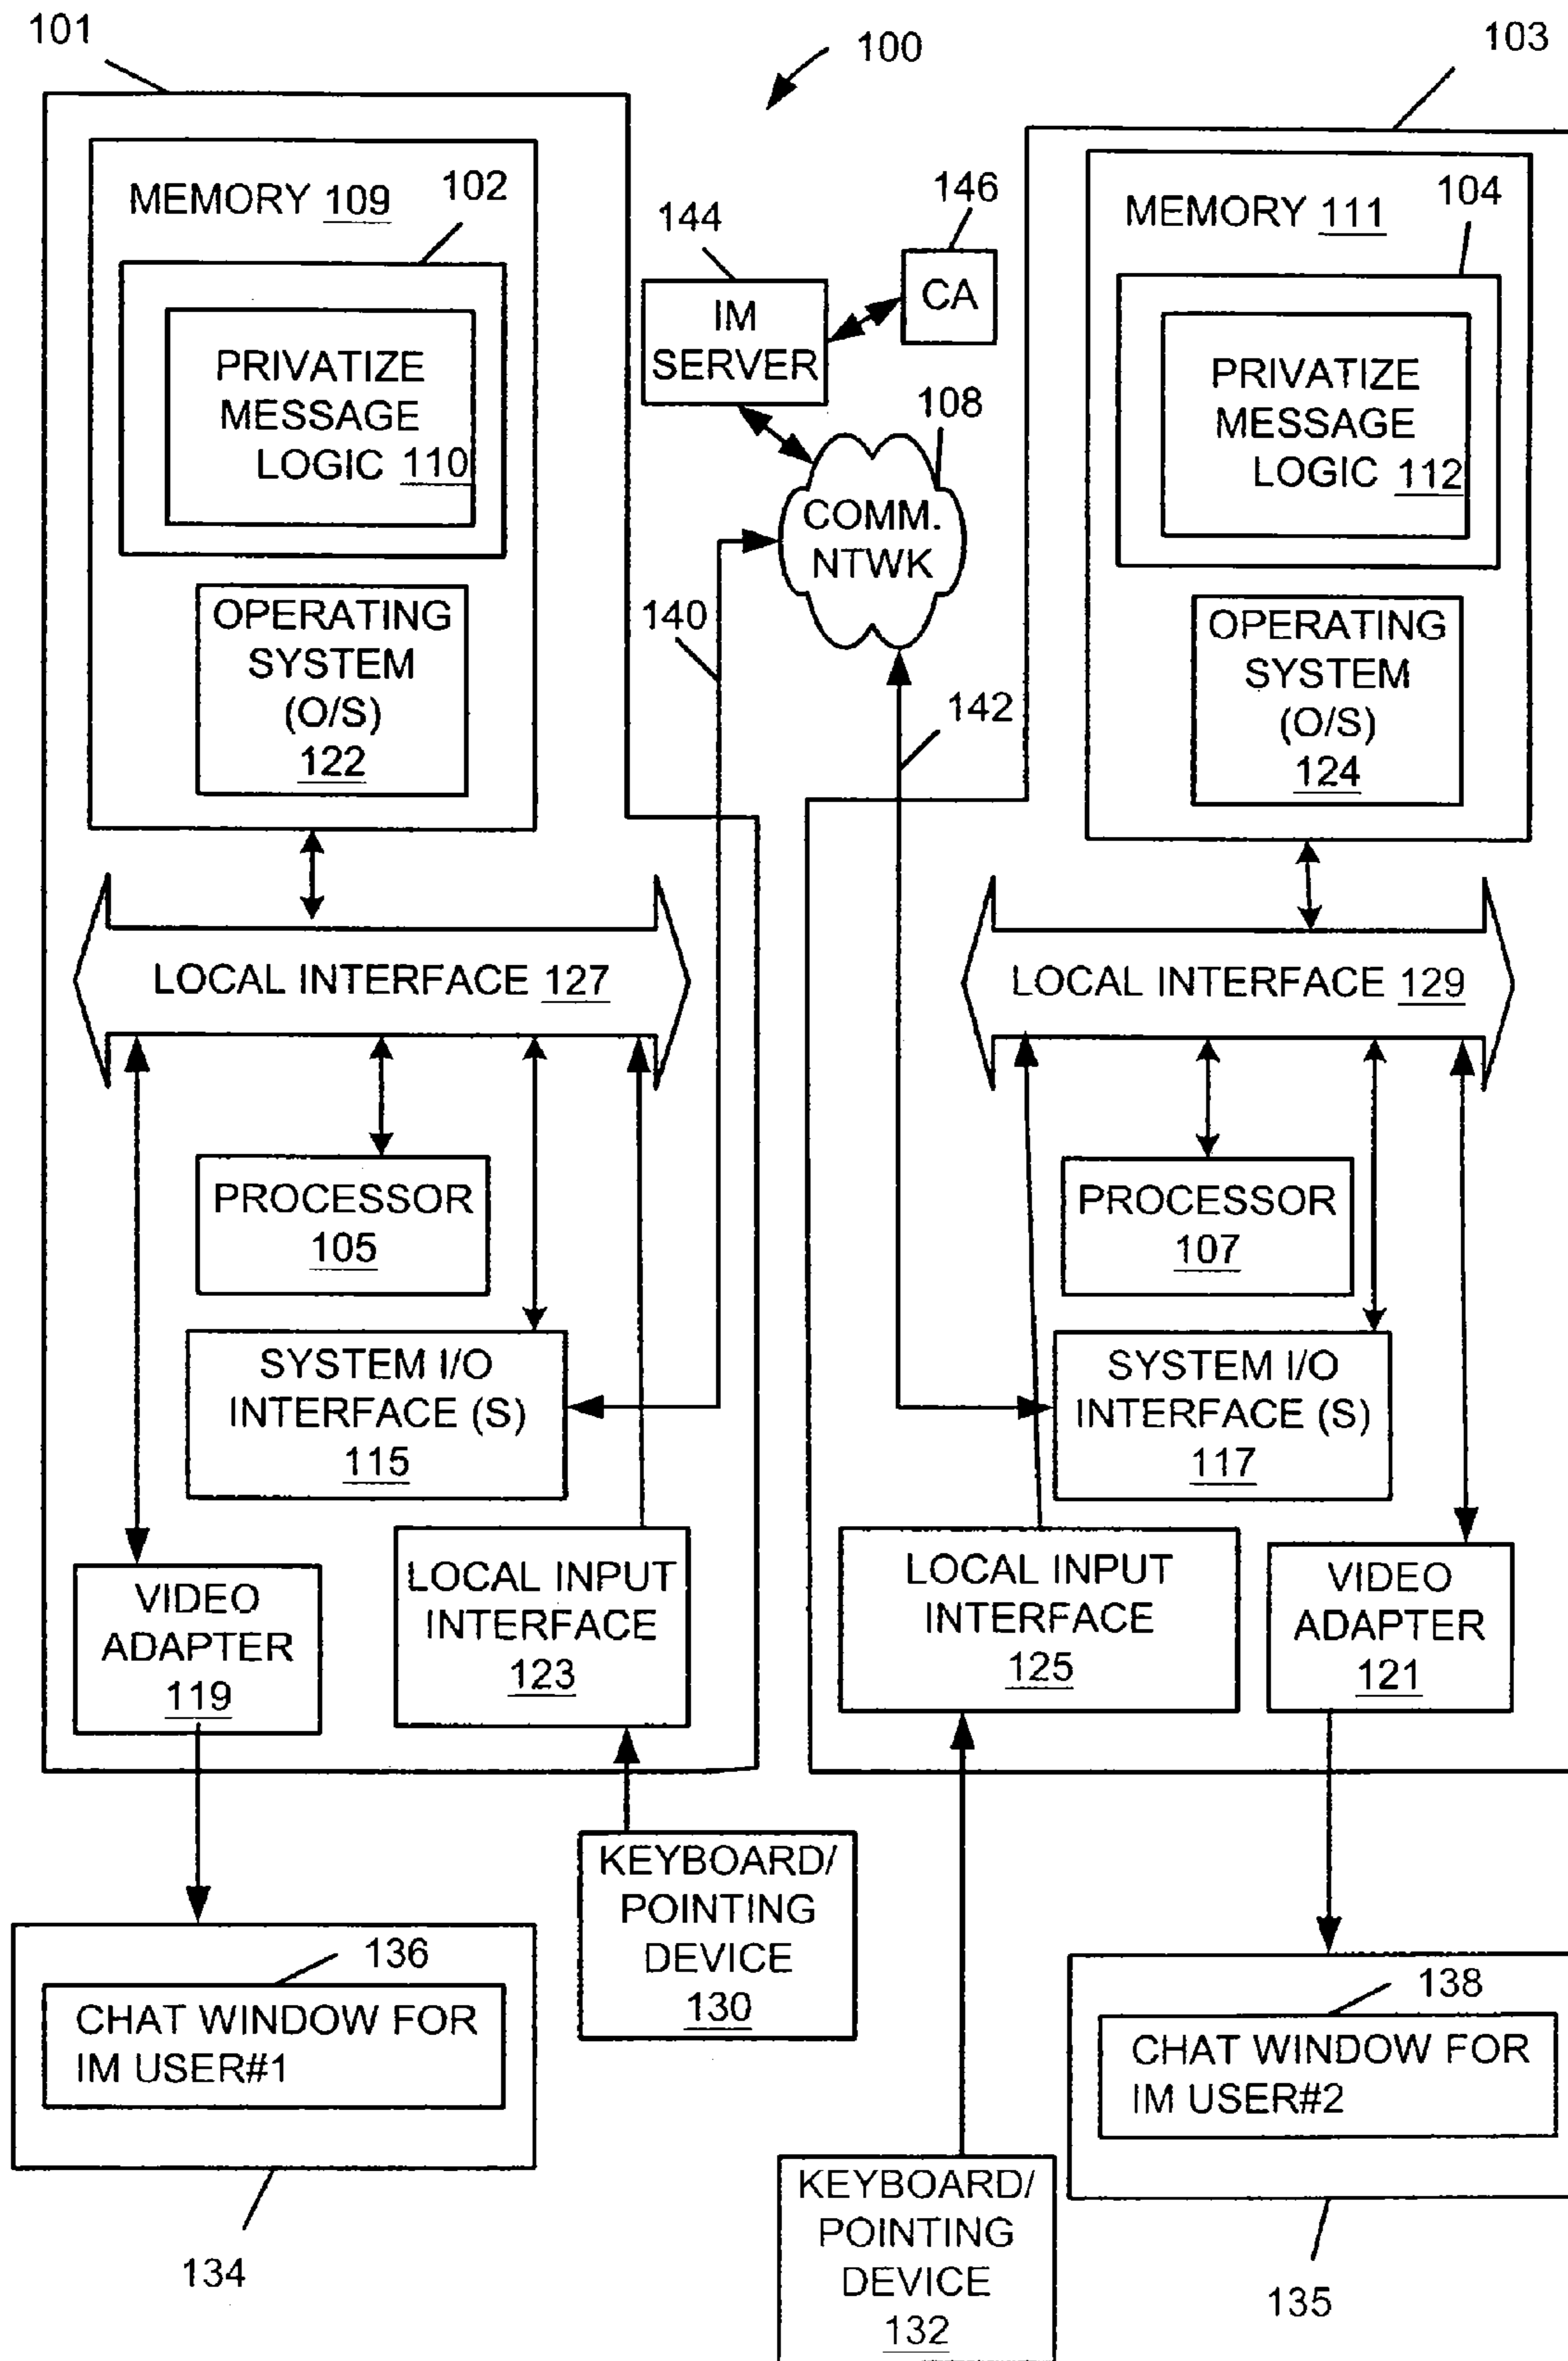 101
100
103
MEMORY 109
102
PRIVATIZE
MESSAGE
LOGIC 110
OPERATING
SYSTEM
(O/S)
122
144
146
IM
SERVER
CA
108
COMM.
NTWK
140
142
MEMORY 111
104
PRIVATIZE
MESSAGE
LOGIC 112
OPERATING
SYSTEM
(O/S)
124
LOCAL INTERFACE 127
LOCAL INTERFACE 129
PROCESSOR
105
PROCESSOR
107
SYSTEM I/O
INTERFACE (S)
115
SYSTEM I/O
INTERFACE (S)
117
VIDEO
ADAPTER
119
LOCAL INPUT
INTERFACE
123
LOCAL INPUT
INTERFACE
125
VIDEO
ADAPTER
121
KEYBOARD/
POINTING
DEVICE
130
136
CHAT WINDOW FOR
IM USER#1
134
138
CHAT WINDOW FOR
IM USER#2
135
KEYBOARD/
POINTING
DEVICE
132